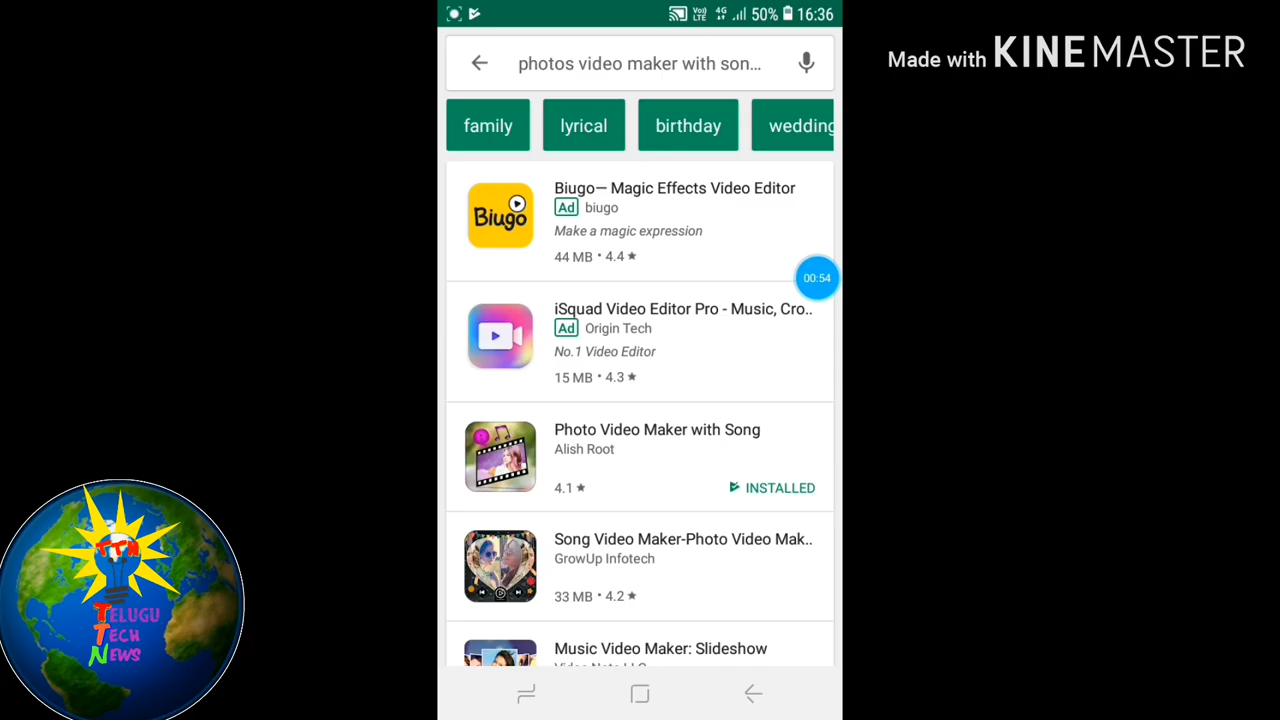 50% 16:36
Made with KINEMASTER
photos video maker with son...
family lyrical birthday wedding
Biugo
Biugo— Magic Effects Video Editor
Ad biugo
Make a magic expression
44 MB • 4.4 ★
00:54
iSquad Video Editor Pro - Music, Cro..
Ad Origin Tech
No.1 Video Editor
15 MB • 4.3 ★
Photo Video Maker with Song
Alish Root
4.1 ★ INSTALLED
Song Video Maker-Photo Video Mak..
GrowUp Infotech
33 MB • 4.2 ★
Music Video Maker: Slideshow
TTN
TELUGU
TECH
NEWS